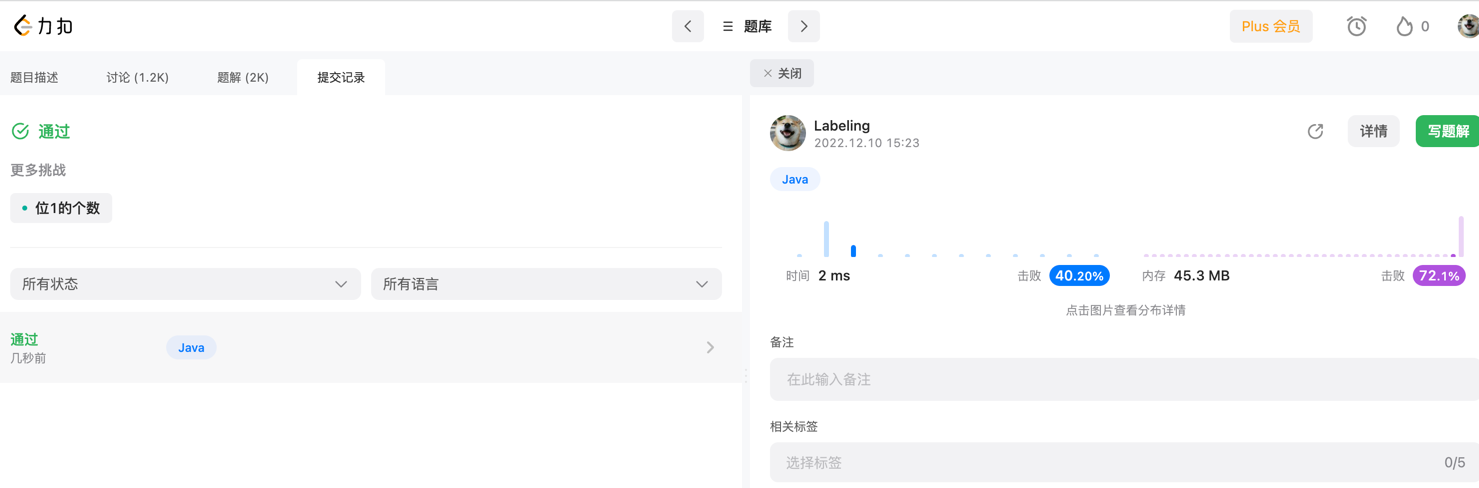 力扣
题库
Plus 会员
0
题目描述
讨论 (1.2K)
题解 (2K)
提交记录
关闭
通过
更多挑战
位1的个数
所有状态
所有语言
通过
几秒前
Java
Labeling
2022.12.10 15:23
详情
写题解
Java
时间 2 ms
击败 40.20%
内存 45.3 MB
击败 72.1%
点击图片查看分布详情
备注
在此输入备注
相关标签
选择标签
0/5